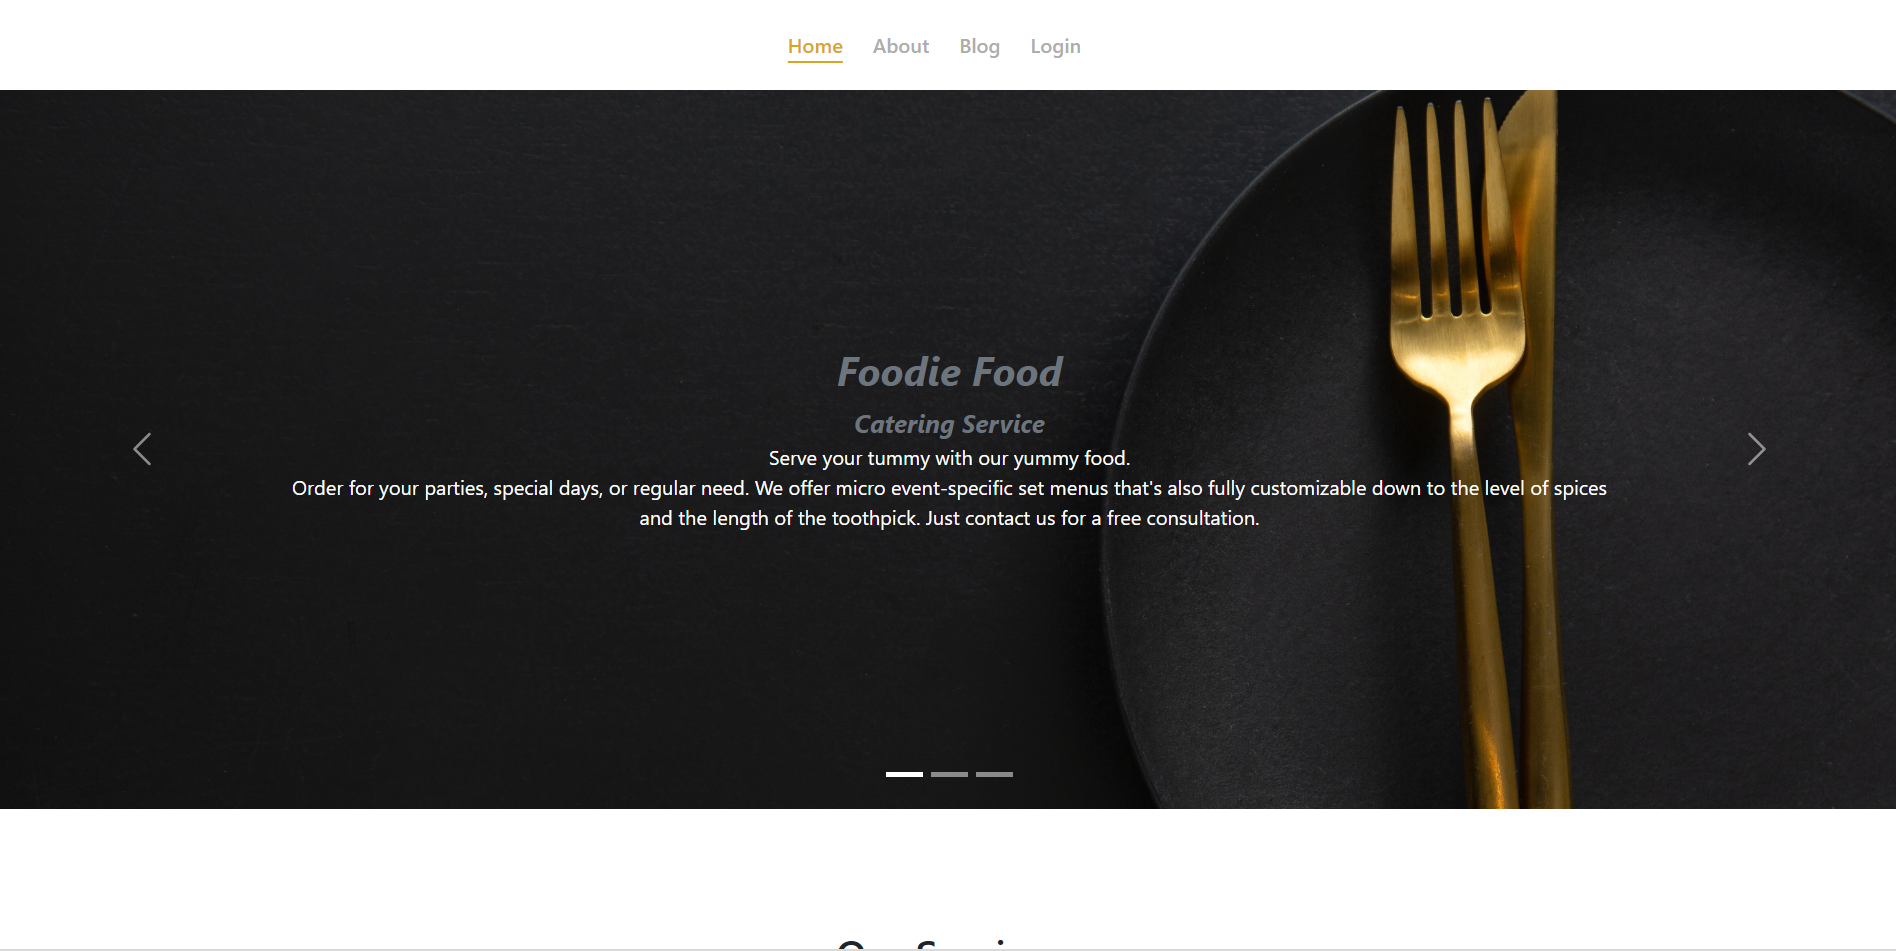 Home About Blog Login
Foodie Food
Catering Service
Serve your tummy with our yummy food.
Order for your parties, special days, or regular need. We offer micro event-specific set menus that's also fully customizable down to the level of spices
and the length of the toothpick. Just contact us for a free consultation.